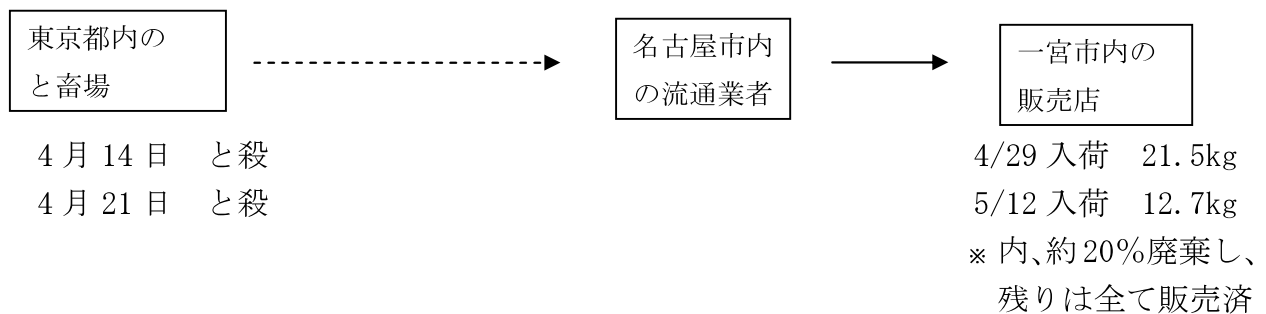 東京都内の
と畜場
4月14日　と殺
4月21日　と殺
名古屋市内
の流通業者
一宮市内の
販売店
4/29 入荷　21.5kg
5/12 入荷　12.7kg
※ 内、約20％廃棄し、
残りは全て販売済